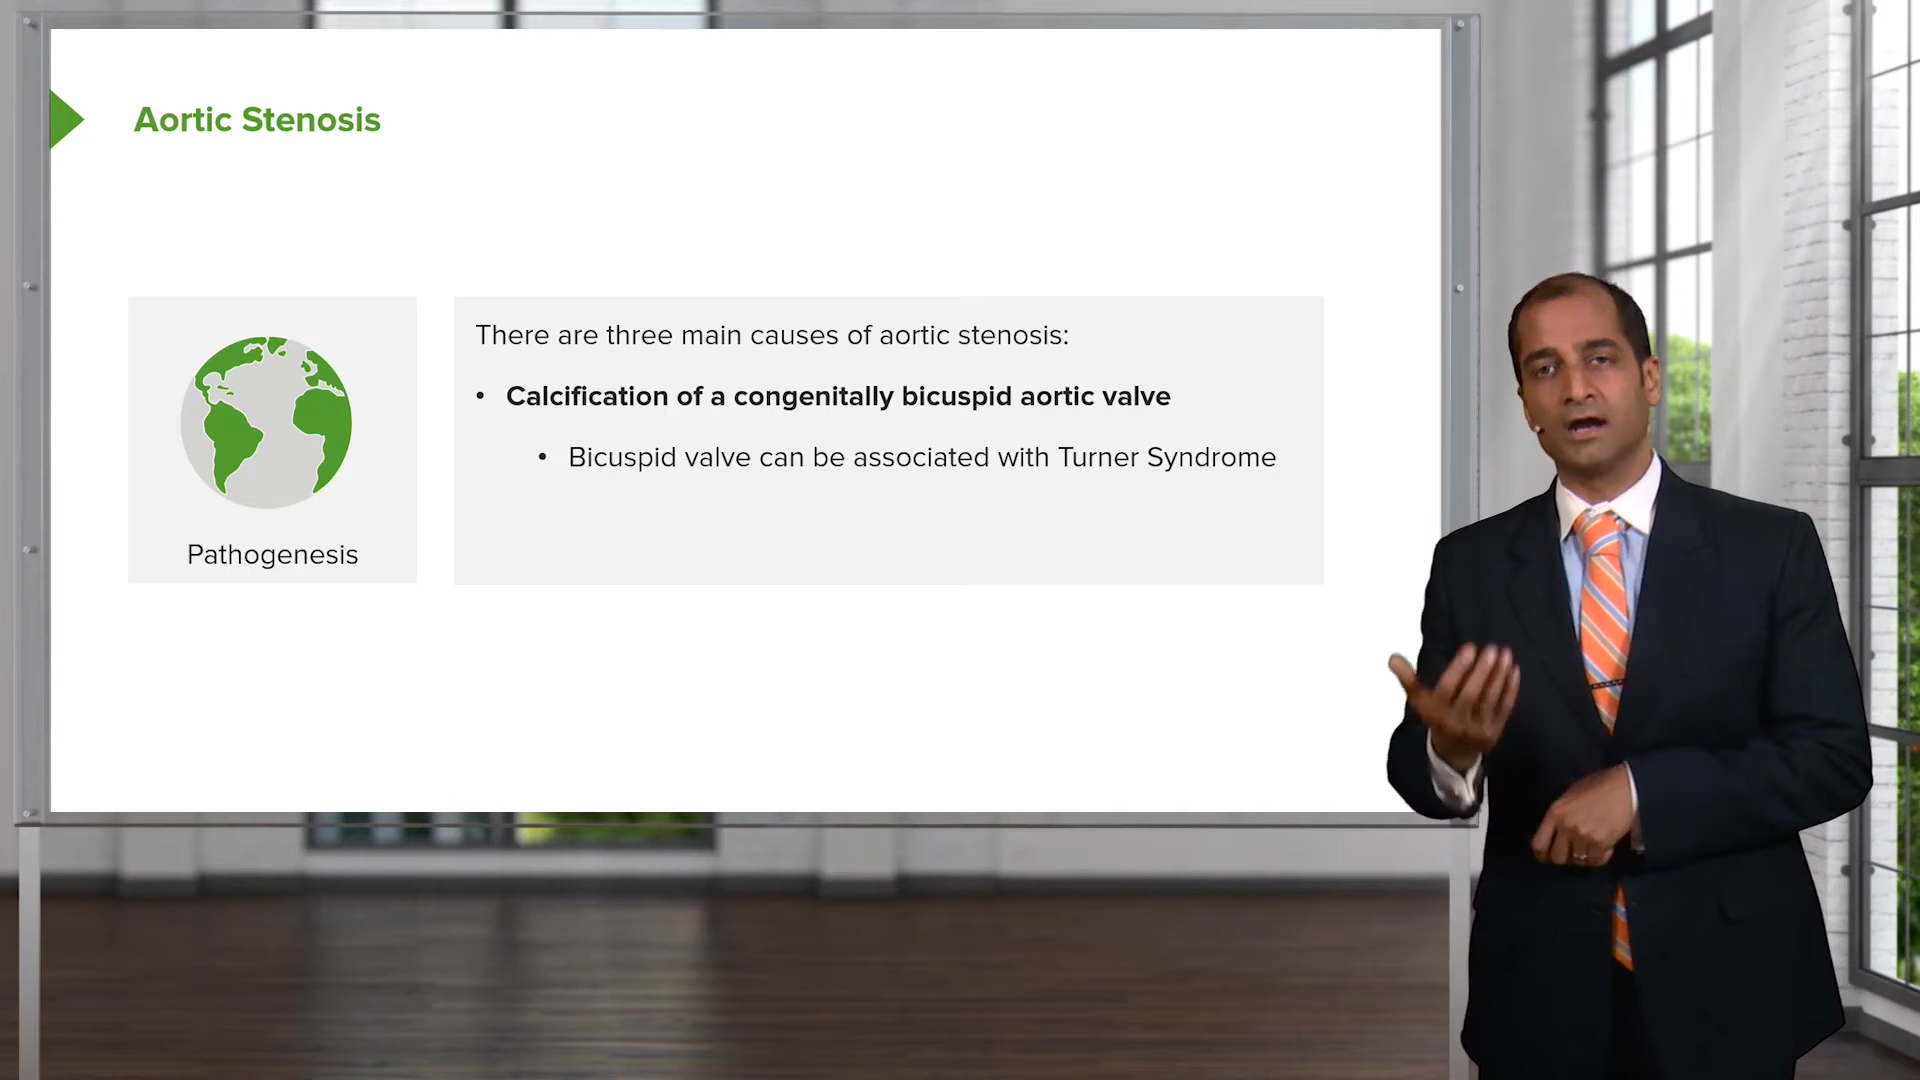 Aortic Stenosis
There are three main causes of aortic stenosis:
• Calcification of a congenitally bicuspid aortic valve
• Bicuspid valve can be associated with Turner Syndrome
Pathogenesis